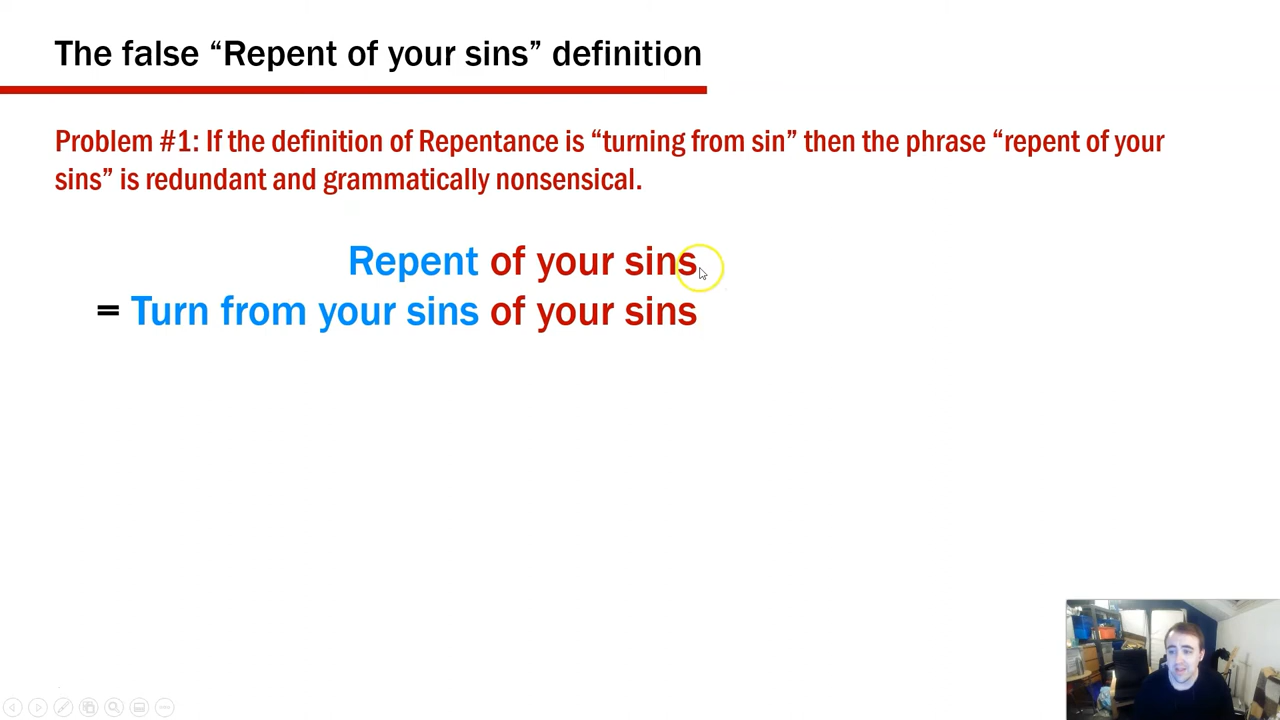 The false “Repent of your sins” definition
Problem #1: If the definition of Repentance is “turning from sin” then the phrase “repent of your
sins” is redundant and grammatically nonsensical.
Repent of your sins
= Turn from your sins of your sins